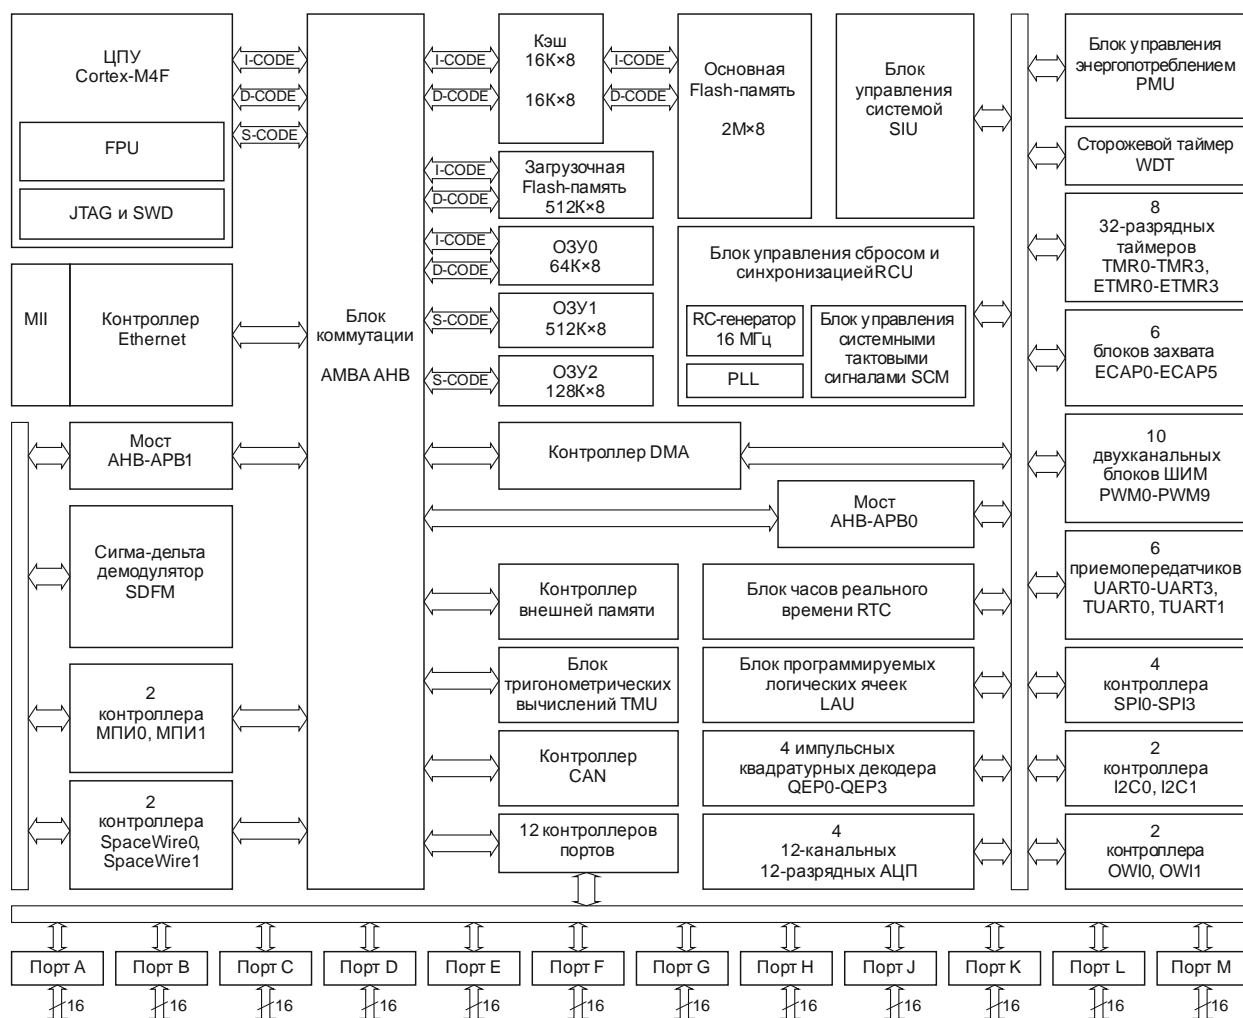 ЦПУ
Cortex-M4F
FPU
JTAG и SWD
I-CODE
D-CODE
S-CODE
MII
Контроллер
Ethernet
Мост
AHB-APB1
Сигма-дельта
демодулятор
SDFM
2
контроллера
МПИ0, МПИ1
2
контроллера
SpaceWire0,
SpaceWire1
Блок
коммутации
AMBA AHB
I-CODE
D-CODE
Кэш
16К×8
16К×8
I-CODE
D-CODE
Основная
Flash-память
2М×8
I-CODE
D-CODE
Загрузочная
Flash-память
512К×8
I-CODE
D-CODE
ОЗУ0
64К×8
S-CODE
ОЗУ1
512К×8
S-CODE
ОЗУ2
128К×8
Блок
управления
системой
SIU
Блок управления сбросом и
синхронизацией RCU
RC-генератор
16 МГц
PLL
Блок управления
системными
тактовыми
сигналами SCM
Контроллер DMA
Мост
AHB-APB0
Контроллер
внешней памяти
Блок часов реального
времени RTC
Блок
тригонометрических
вычислений TMU
Блок программируемых
логических ячеек
LAU
Контроллер
CAN
4 импульсных
квадратурных декодера
QEP0-QEP3
12 контроллеров
портов
4
12-канальных
12-разрядных АЦП
Блок управления
энергопотреблением
PMU
Сторожевой таймер
WDT
8
32-разрядных
таймеров
TMR0-TMR3,
ETMR0-ETMR3
6
блоков захвата
ECAP0-ECAP5
10
двухканальных
блоков ШИМ
PWM0-PWM9
6
приемопередатчиков
UART0-UART3,
TUART0, TUART1
4
контроллера
SPI0-SPI3
2
контроллера
I2C0, I2C1
2
контроллера
OWI0, OWI1
Порт A
Порт B
Порт C
Порт D
Порт E
Порт F
Порт G
Порт H
Порт J
Порт K
Порт L
Порт M
16
16
16
16
16
16
16
16
16
16
16
16